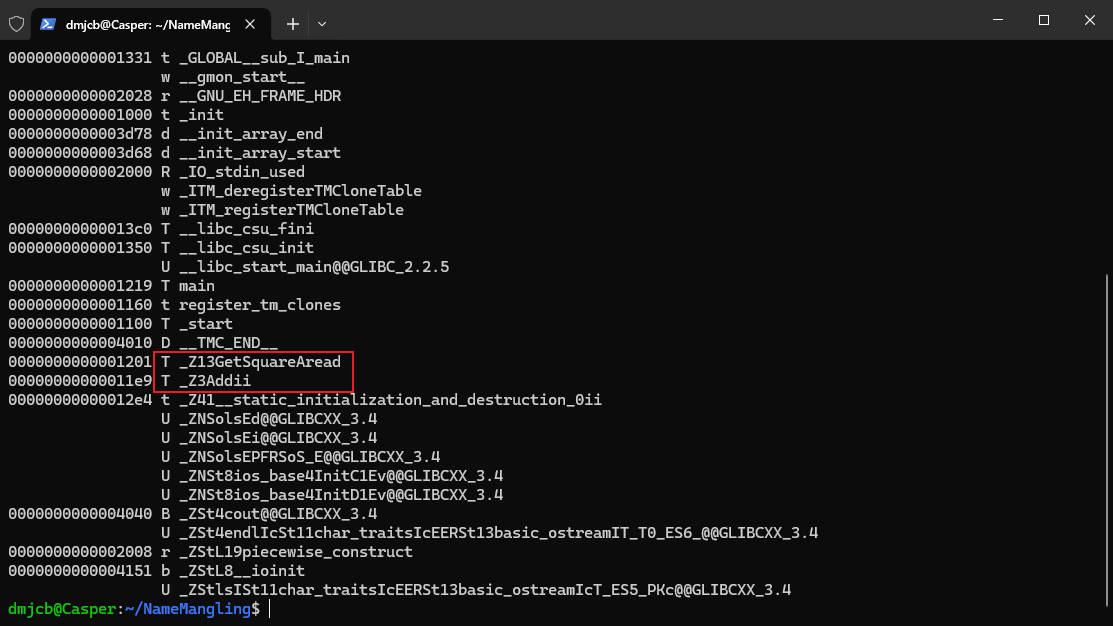 dmjcb@Casper: ~/NameMang
0000000000001331 t _GLOBAL__sub_I_main
w __gmon_start__
0000000000002028 r __GNU_EH_FRAME_HDR
0000000000001000 t _init
0000000000003d78 d __init_array_end
0000000000003d68 d __init_array_start
0000000000002000 R _IO_stdin_used
w _ITM_deregisterTMCloneTable
w _ITM_registerTMCloneTable
00000000000013c0 T __libc_csu_fini
0000000000001350 T __libc_csu_init
U __libc_start_main@@GLIBC_2.2.5
0000000000001219 T main
0000000000001160 t register_tm_clones
0000000000001100 T _start
0000000000004010 D __TMC_END__
0000000000001201 T _Z13GetSquareAread
00000000000011e9 T _Z3Addii
00000000000012e4 t _Z41__static_initialization_and_destruction_0ii
U _ZNSolsEd@@GLIBCXX_3.4
U _ZNSolsEi@@GLIBCXX_3.4
U _ZNSolsEPFRSoS_E@@GLIBCXX_3.4
U _ZNSt8ios_base4InitC1Ev@@GLIBCXX_3.4
U _ZNSt8ios_base4InitD1Ev@@GLIBCXX_3.4
0000000000004040 B _ZSt4cout@@GLIBCXX_3.4
U _ZSt4endlIcSt11char_traitsIcEERSt13basic_ostreamIT_T0_ES6_@@GLIBCXX_3.4
0000000000002008 r _ZStL19piecewise_construct
0000000000004151 b _ZStL8__ioinit
U _ZStlsISt11char_traitsIcEERSt13basic_ostreamIcT_ES5_PKc@@GLIBCXX_3.4
dmjcb@Casper:~/NameMangling$